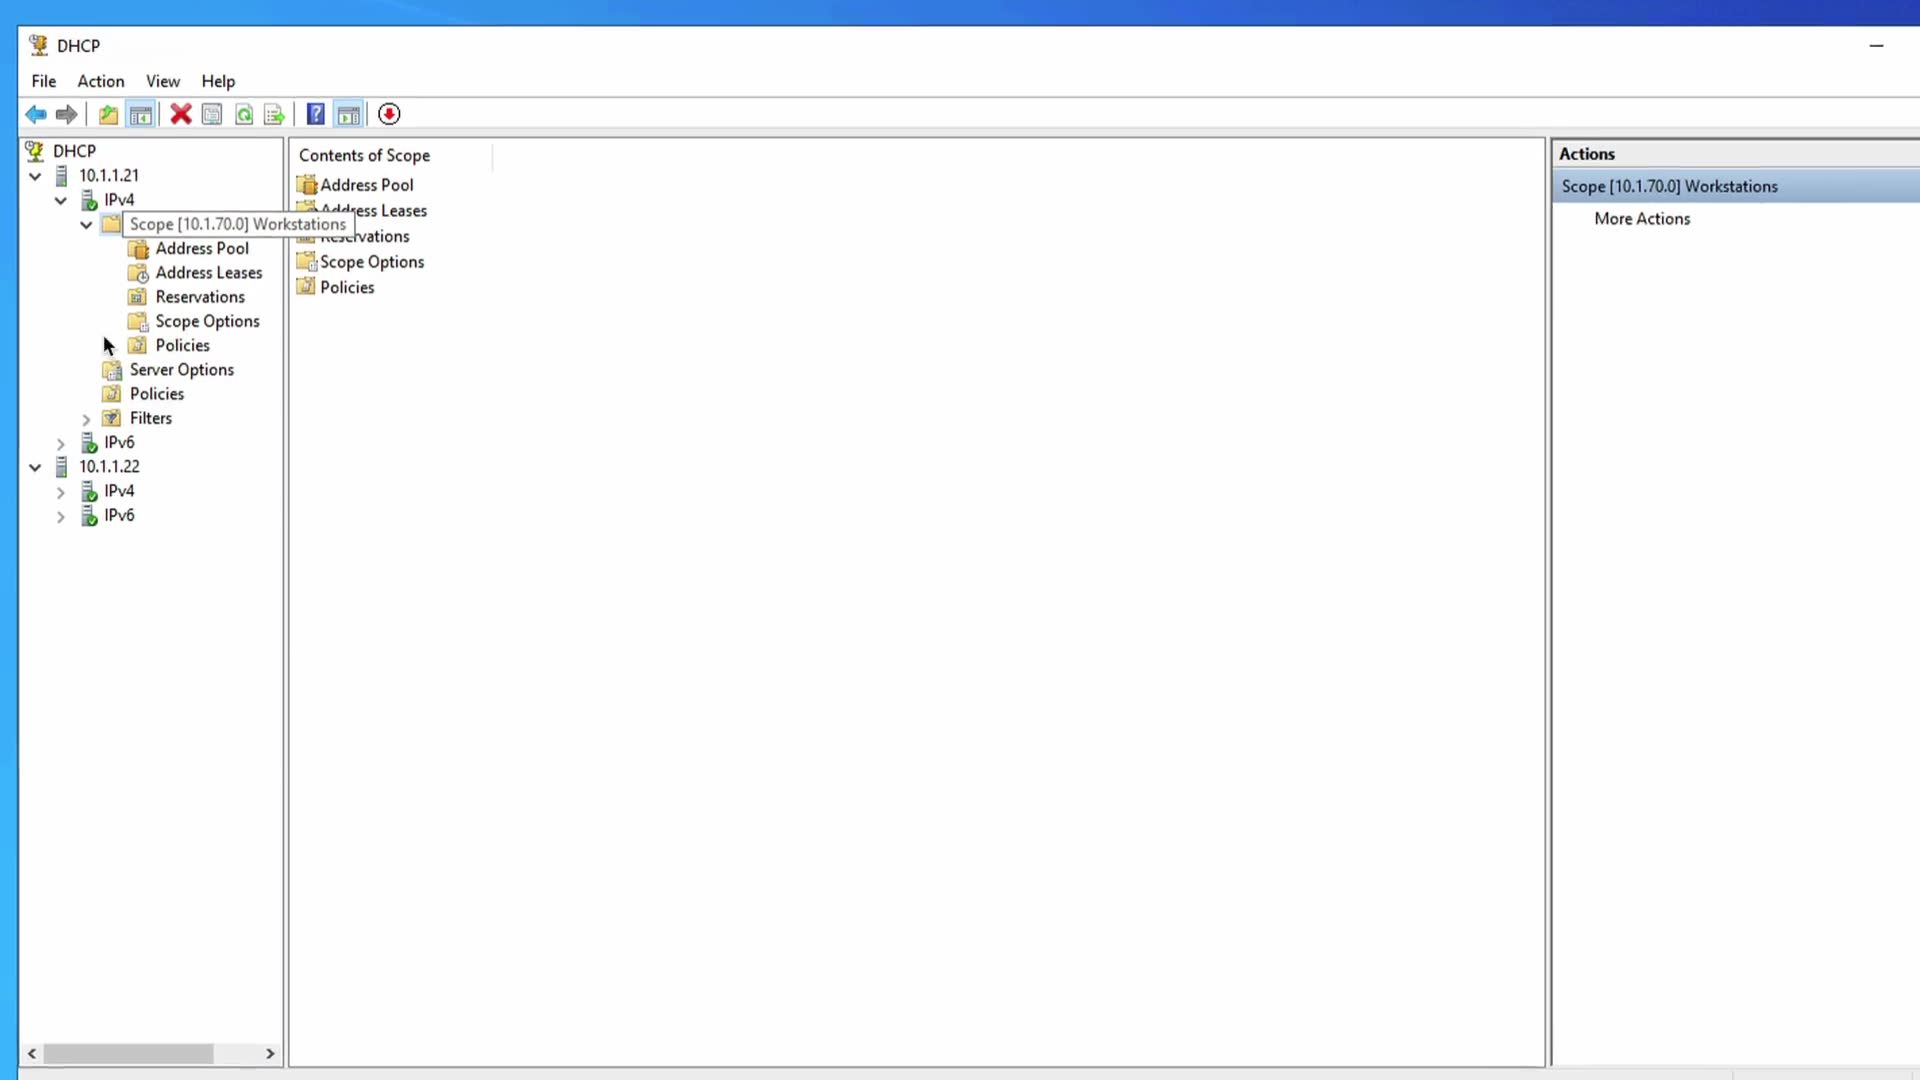 DHCP
File Action View Help
DHCP
10.1.1.21
IPv4
Scope [10.1.70.0] Workstations
Address Pool
Address Leases
Reservations
Scope Options
Policies
Server Options
Policies
Filters
IPv6
10.1.1.22
IPv4
IPv6
Contents of Scope
Address Pool
Address Leases
Reservations
Scope Options
Policies
Actions
Scope [10.1.70.0] Workstations
More Actions